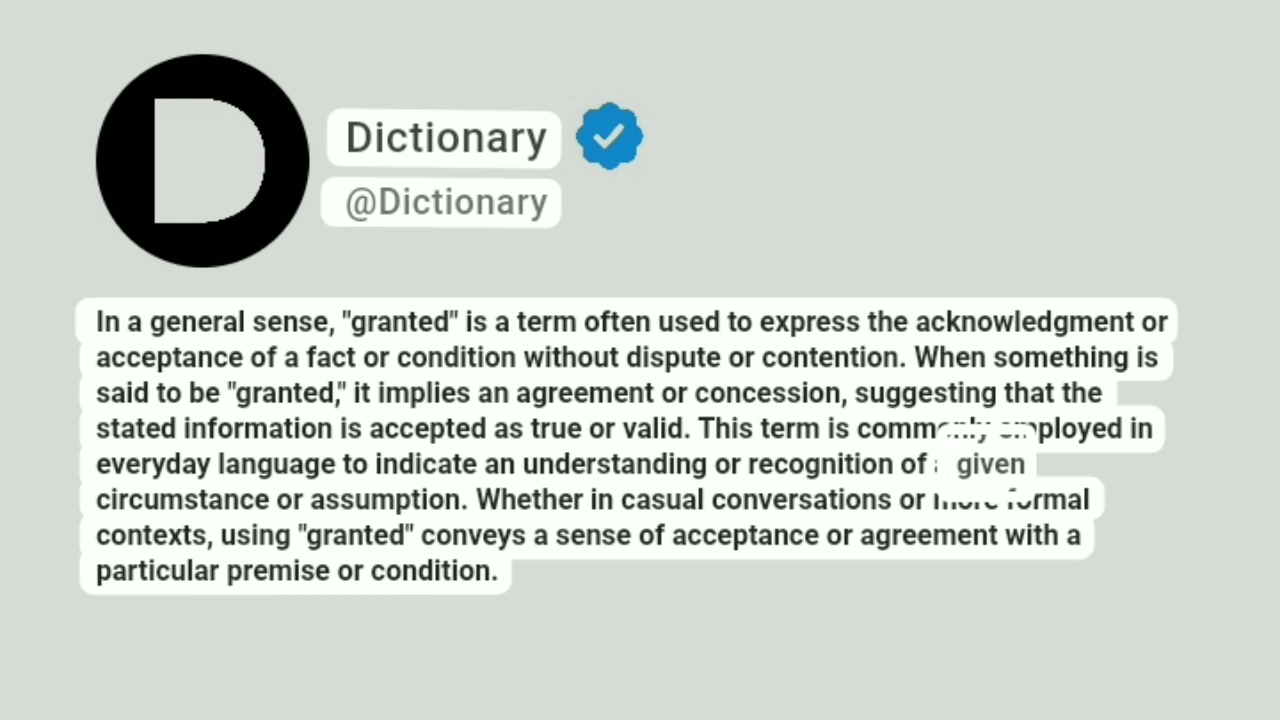 D
Dictionary
@Dictionary
In a general sense, "granted" is a term often used to express the acknowledgment or
acceptance of a fact or condition without dispute or contention. When something is
said to be "granted," it implies an agreement or concession, suggesting that the
stated information is accepted as true or valid. This term is commonly employed in
everyday language to indicate an understanding or recognition of given
circumstance or assumption. Whether in casual conversations or more formal
contexts, using "granted" conveys a sense of acceptance or agreement with a
particular premise or condition.